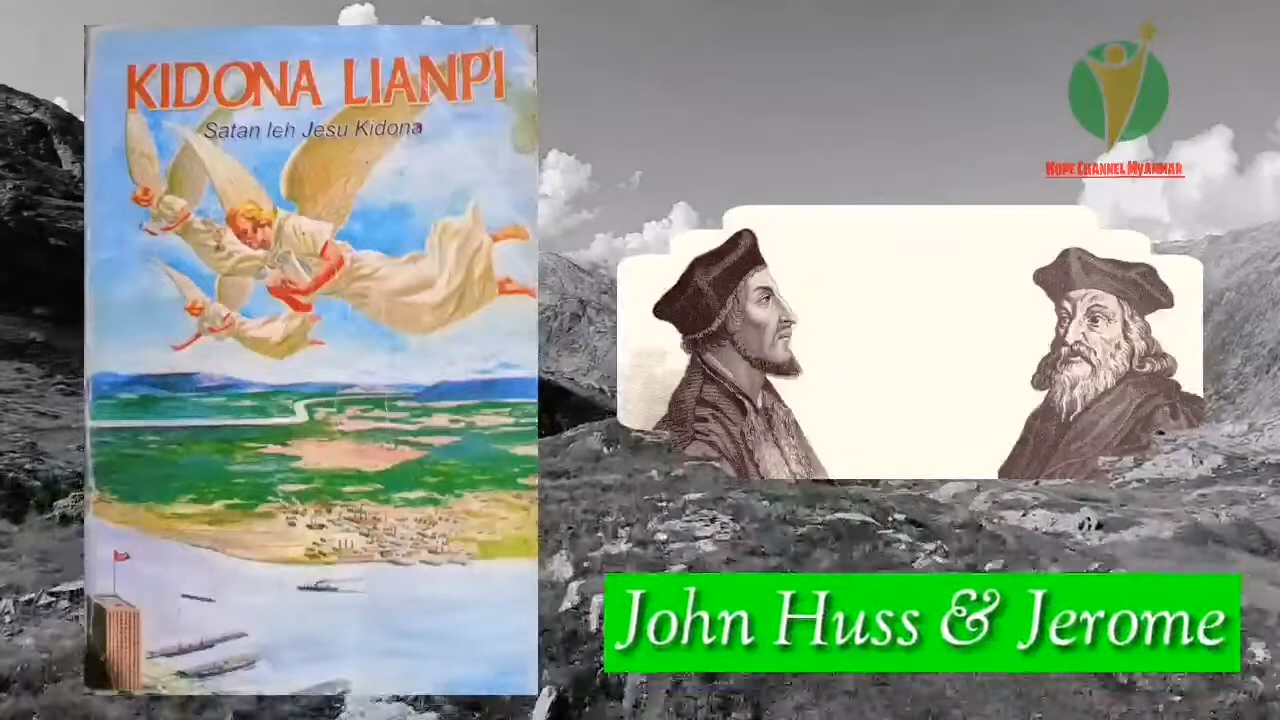 KIDONA LIANPI
Satan leh Jesu Kidona
HOPE CHANNEL MYANMAR
John Huss & Jerome